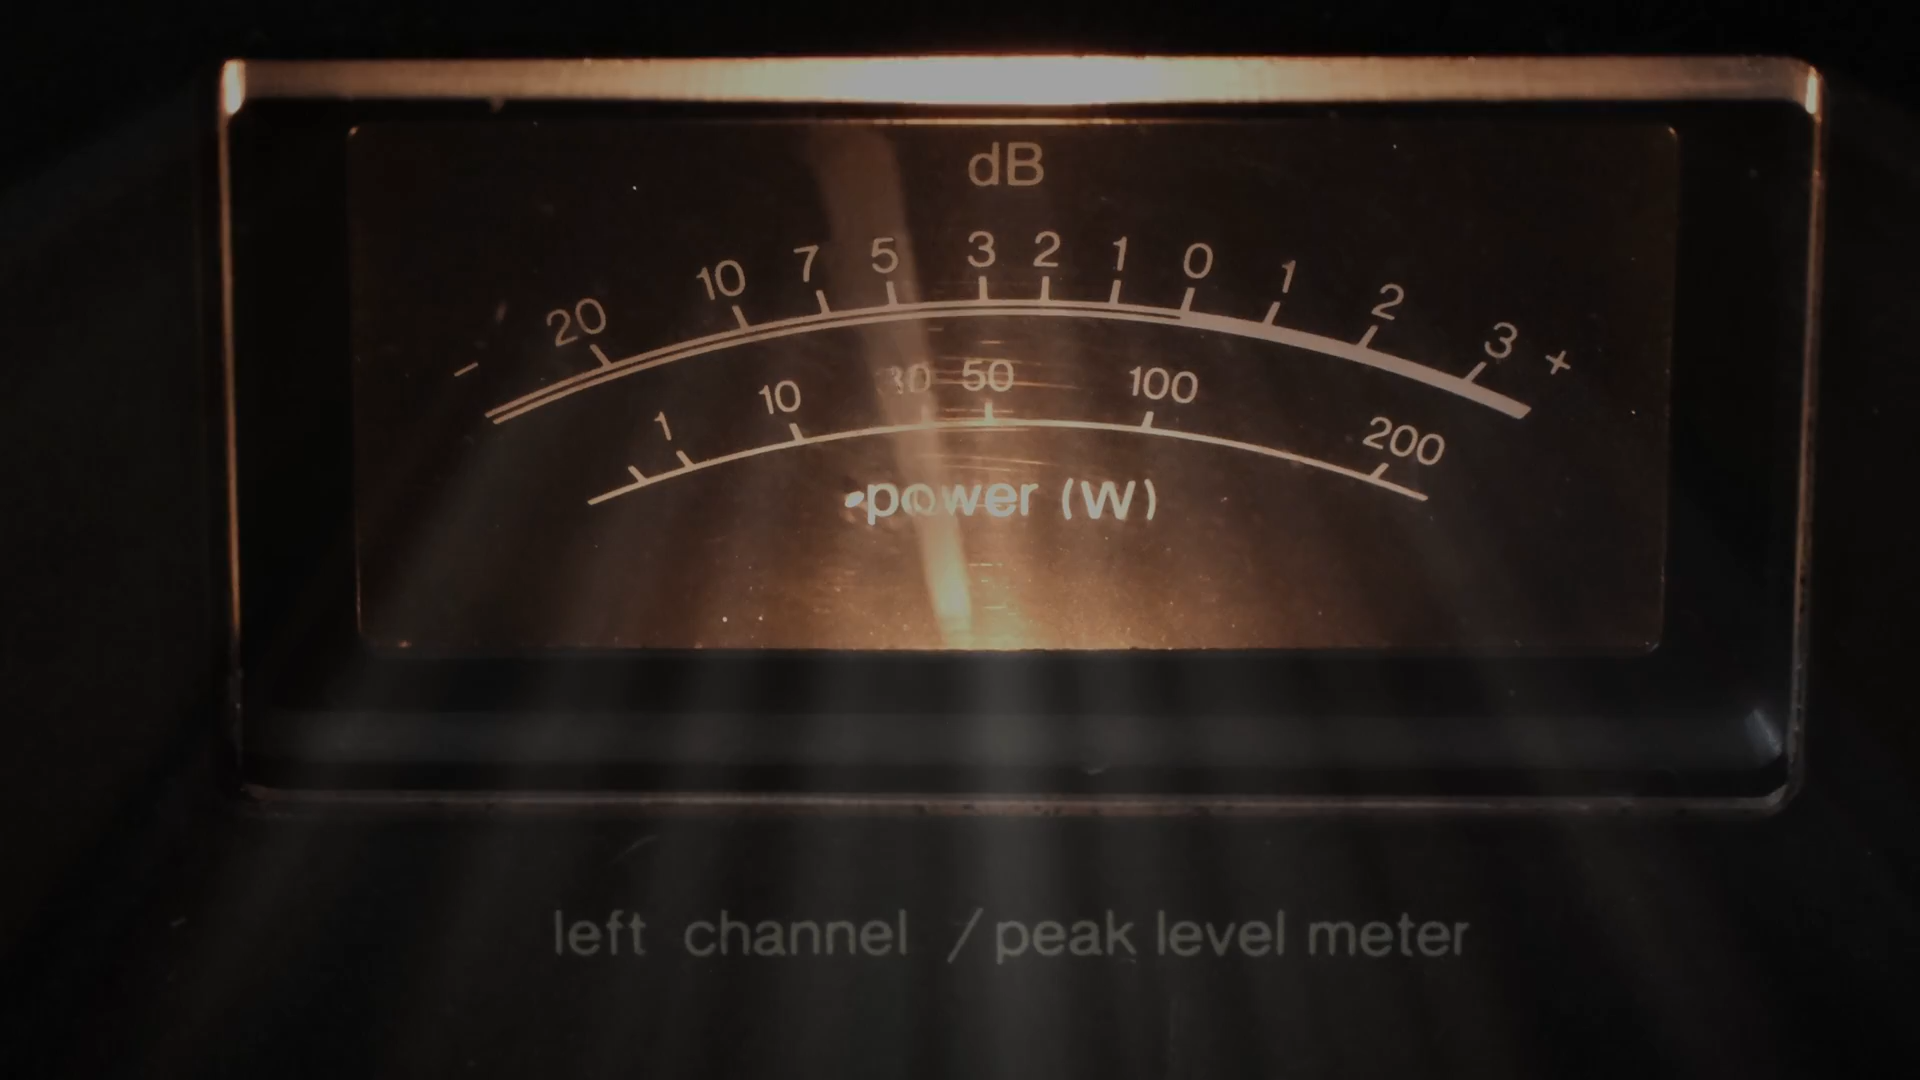 dB
- 20 10 7 5 3 2 1 0 1 2 3 +
1 10 30 50 100 200
power (W)
left channel / peak level meter